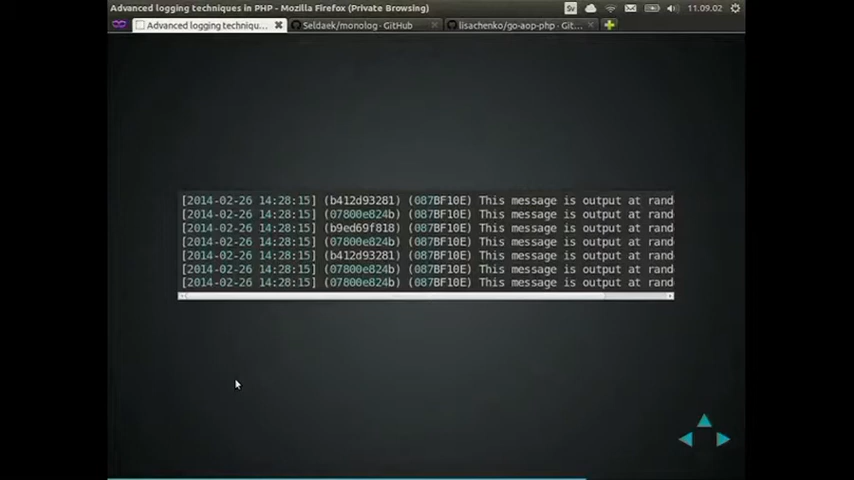 Advanced logging techniques in PHP - Mozilla Firefox (Private Browsing)
Sv
11.09.02
Advanced logging techniqu...
Seldaek/monolog · GitHub
lisachenko/go-aop-php · Git...
[2014-02-26 14:28:15] (b412d93281) (087BF10E) This message is output at rand
[2014-02-26 14:28:15] (07800e824b) (087BF10E) This message is output at rand
[2014-02-26 14:28:15] (b9ed69f818) (087BF10E) This message is output at rand
[2014-02-26 14:28:15] (07800e824b) (087BF10E) This message is output at rand
[2014-02-26 14:28:15] (b412d93281) (087BF10E) This message is output at rand
[2014-02-26 14:28:15] (07800e824b) (087BF10E) This message is output at rand
[2014-02-26 14:28:15] (07800e824b) (087BF10E) This message is output at rand